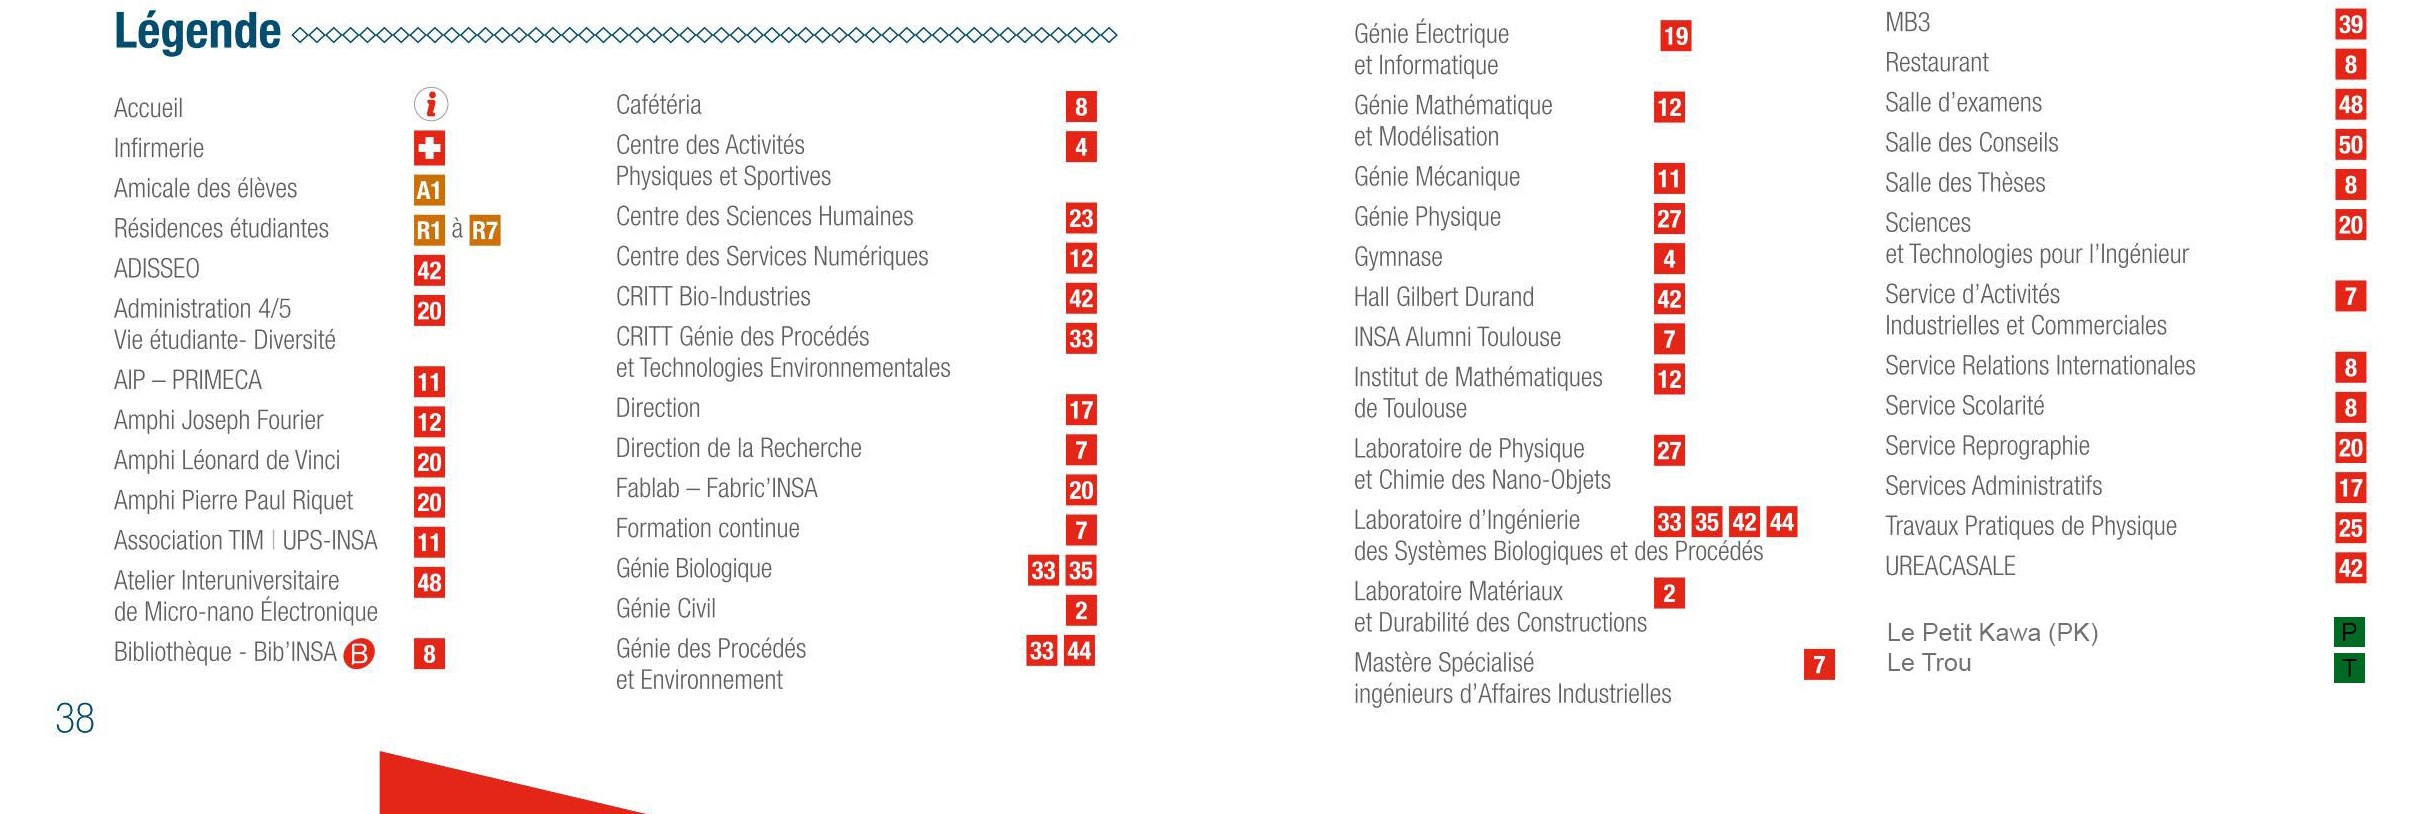 Légende
Accueil i
Infirmerie
Amicale des élèves A1
Résidences étudiantes R1 à R7
ADISSEO 42
Administration 4/5 20
Vie étudiante- Diversité
AIP – PRIMECA 11
Amphi Joseph Fourier 12
Amphi Léonard de Vinci 20
Amphi Pierre Paul Riquet 20
Association TIM | UPS-INSA 11
Atelier Interuniversitaire 48
de Micro-nano Électronique
Bibliothèque - Bib'INSA B 8
Cafétéria 8
Centre des Activités 4
Physiques et Sportives
Centre des Sciences Humaines 23
Centre des Services Numériques 12
CRITT Bio-Industries 42
CRITT Génie des Procédés 33
et Technologies Environnementales
Direction 17
Direction de la Recherche 7
Fablab – Fabric'INSA 20
Formation continue 7
Génie Biologique 33 35
Génie Civil 2
Génie des Procédés 33 44
et Environnement
Génie Électrique 19
et Informatique
Génie Mathématique 12
et Modélisation
Génie Mécanique 11
Génie Physique 27
Gymnase 4
Hall Gilbert Durand 42
INSA Alumni Toulouse 7
Institut de Mathématiques 12
de Toulouse
Laboratoire de Physique 27
et Chimie des Nano-Objets
Laboratoire d'Ingénierie 33 35 42 44
des Systèmes Biologiques et des Procédés
Laboratoire Matériaux 2
et Durabilité des Constructions
Mastère Spécialisé 7
ingénieurs d'Affaires Industrielles
MB3 39
Restaurant 8
Salle d'examens 48
Salle des Conseils 50
Salle des Thèses 8
Sciences 20
et Technologies pour l'Ingénieur
Service d'Activités 7
Industrielles et Commerciales
Service Relations Internationales 8
Service Scolarité 8
Service Reprographie 20
Services Administratifs 17
Travaux Pratiques de Physique 25
UREACASALE 42
Le Petit Kawa (PK) P
Le Trou T
38